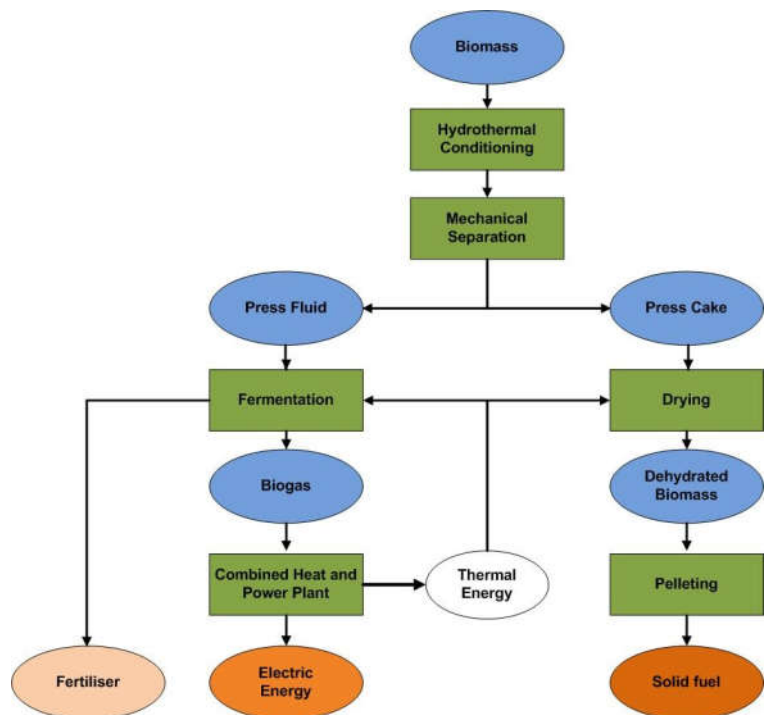 Biomass
Hydrothermal
Conditioning
Mechanical
Separation
Press Fluid
Press Cake
Fermentation
Drying
Biogas
Dehydrated
Biomass
Combined Heat and
Power Plant
Thermal
Energy
Pelleting
Fertiliser
Electric
Energy
Solid fuel